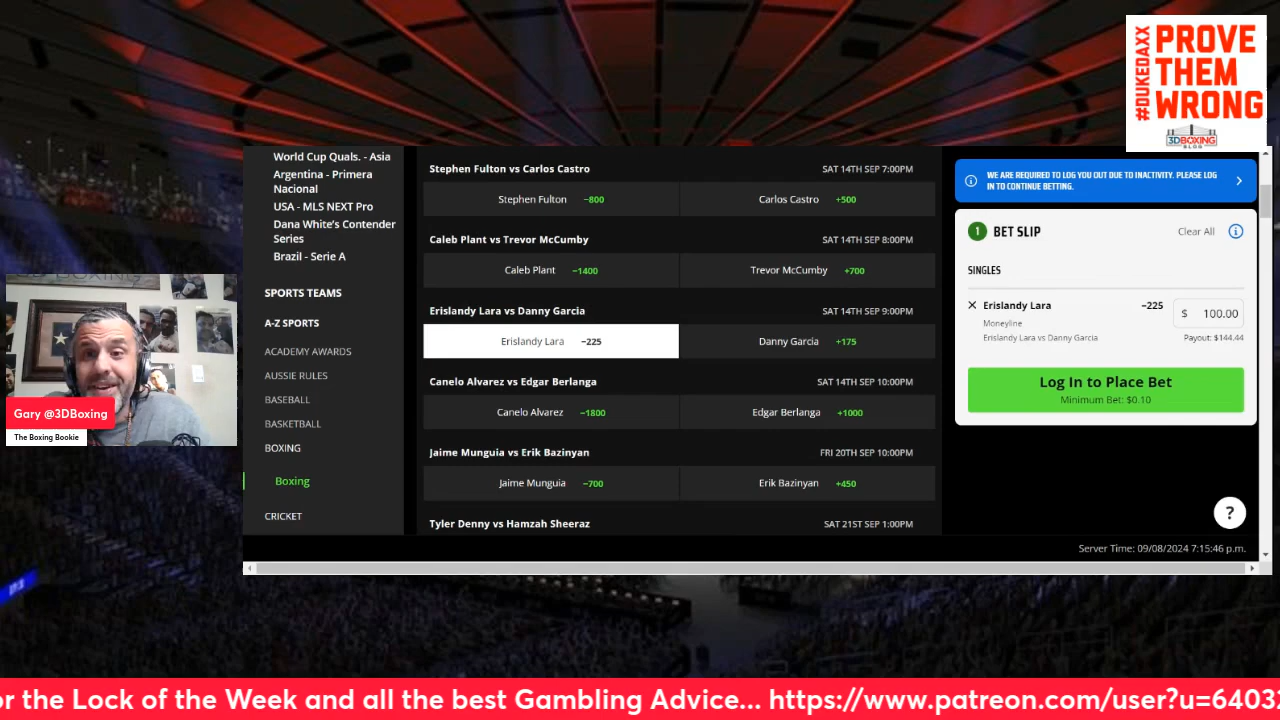 #DUKEDAXX
PROVE
THEM
WRONG
3DBOXING
BLOG
World Cup Quals. - Asia
Argentina - Primera
Nacional
USA - MLS NEXT Pro
Dana White's Contender
Series
Brazil - Serie A
SPORTS TEAMS
A-Z SPORTS
ACADEMY AWARDS
AUSSIE RULES
BASEBALL
BASKETBALL
BOXING
Boxing
CRICKET
Stephen Fulton vs Carlos Castro SAT 14TH SEP 7:00PM
Stephen Fulton −800 Carlos Castro +500
Caleb Plant vs Trevor McCumby SAT 14TH SEP 8:00PM
Caleb Plant −1400 Trevor McCumby +700
Erislandy Lara vs Danny Garcia SAT 14TH SEP 9:00PM
Erislandy Lara −225 Danny Garcia +175
Canelo Alvarez vs Edgar Berlanga SAT 14TH SEP 10:00PM
Canelo Alvarez −1800 Edgar Berlanga +1000
Jaime Munguia vs Erik Bazinyan FRI 20TH SEP 10:00PM
Jaime Munguia −700 Erik Bazinyan +450
Tyler Denny vs Hamzah Sheeraz SAT 21ST SEP 1:00PM
WE ARE REQUIRED TO LOG YOU OUT DUE TO INACTIVITY. PLEASE LOG
IN TO CONTINUE BETTING.
1 BET SLIP Clear All
SINGLES
Erislandy Lara −225 $ 100.00
Moneyline
Erislandy Lara vs Danny Garcia Payout: $144.44
Log In to Place Bet
Minimum Bet: $0.10
?
Server Time: 09/08/2024 7:15:46 p.m.
Gary @3DBoxing
The Boxing Bookie
or the Lock of the Week and all the best Gambling Advice... https://www.patreon.com/user?u=6403